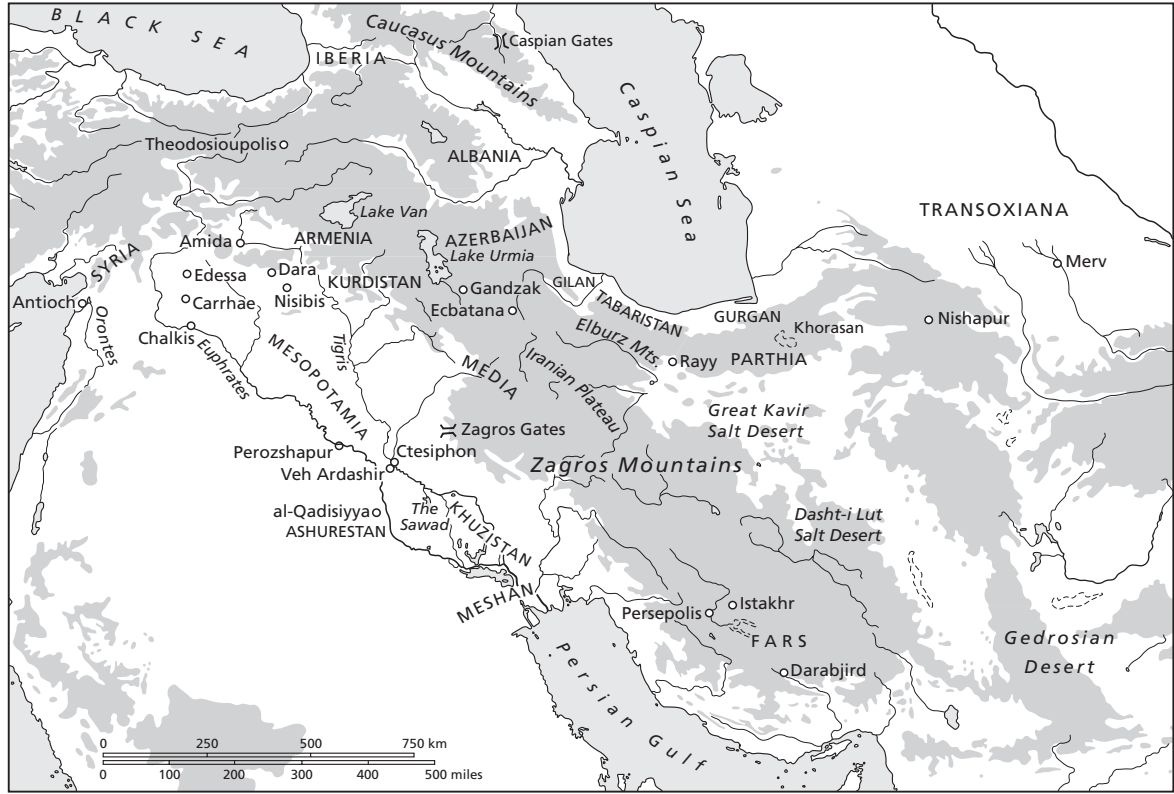 BLACK SEA
Caucasus Mountains
Caspian Gates
IBERIA
Caspian Sea
Theodosioupolis
ALBANIA
TRANSOXIANA
Lake Van
AZERBAIJAN
ARMENIA
Amida
SYRIA
Lake Urmia
Merv
Edessa
Dara
KURDISTAN
Gandzak
GILAN
Nisibis
Antioch
Carrhae
Ecbatana
TABARISTAN
GURGAN
Khorasan
Nishapur
Orontes
Chalkis
Euphrates
MESOPOTAMIA
Tigris
Elburz Mts.
Rayy
PARTHIA
MEDIA
Iranian Plateau
Great Kavir
Salt Desert
Zagros Gates
Perozshapur
Ctesiphon
Veh Ardashir
Zagros Mountains
al-Qadisiyya
ASHURESTAN
The
Sawad
KHUZISTAN
Dasht-i Lut
Salt Desert
MESHAN
Persepolis
Istakhr
FARS
Gedrosian
Desert
Darabjird
Persian Gulf
0 250 500 750 km
0 100 200 300 400 500 miles